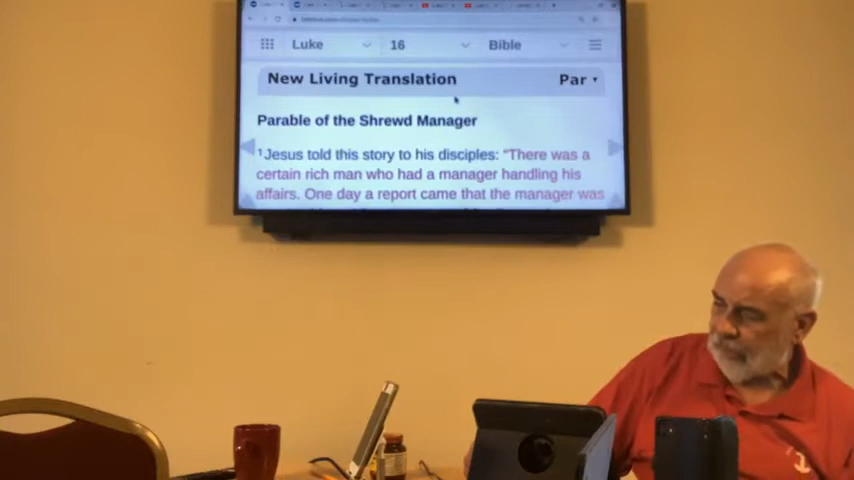 Luke 16 Bible
New Living Translation Par
Parable of the Shrewd Manager
1 Jesus told this story to his disciples: “There was a
certain rich man who had a manager handling his
affairs. One day a report came that the manager was